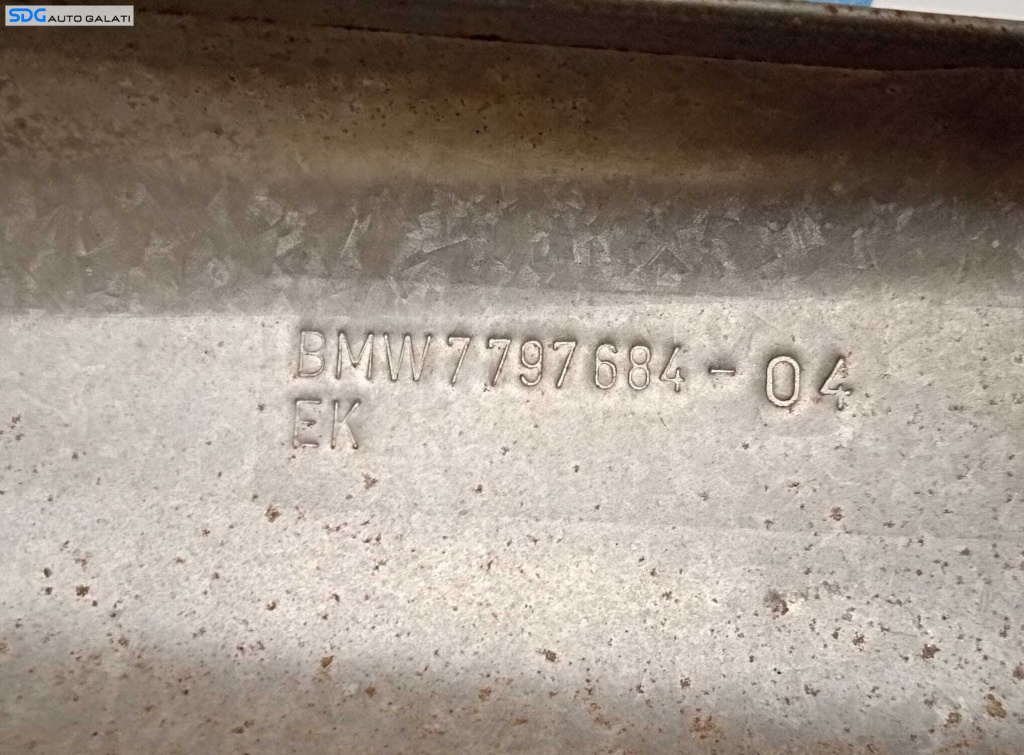 SDG AUTO GALATI
BMW 7797684-04
EK